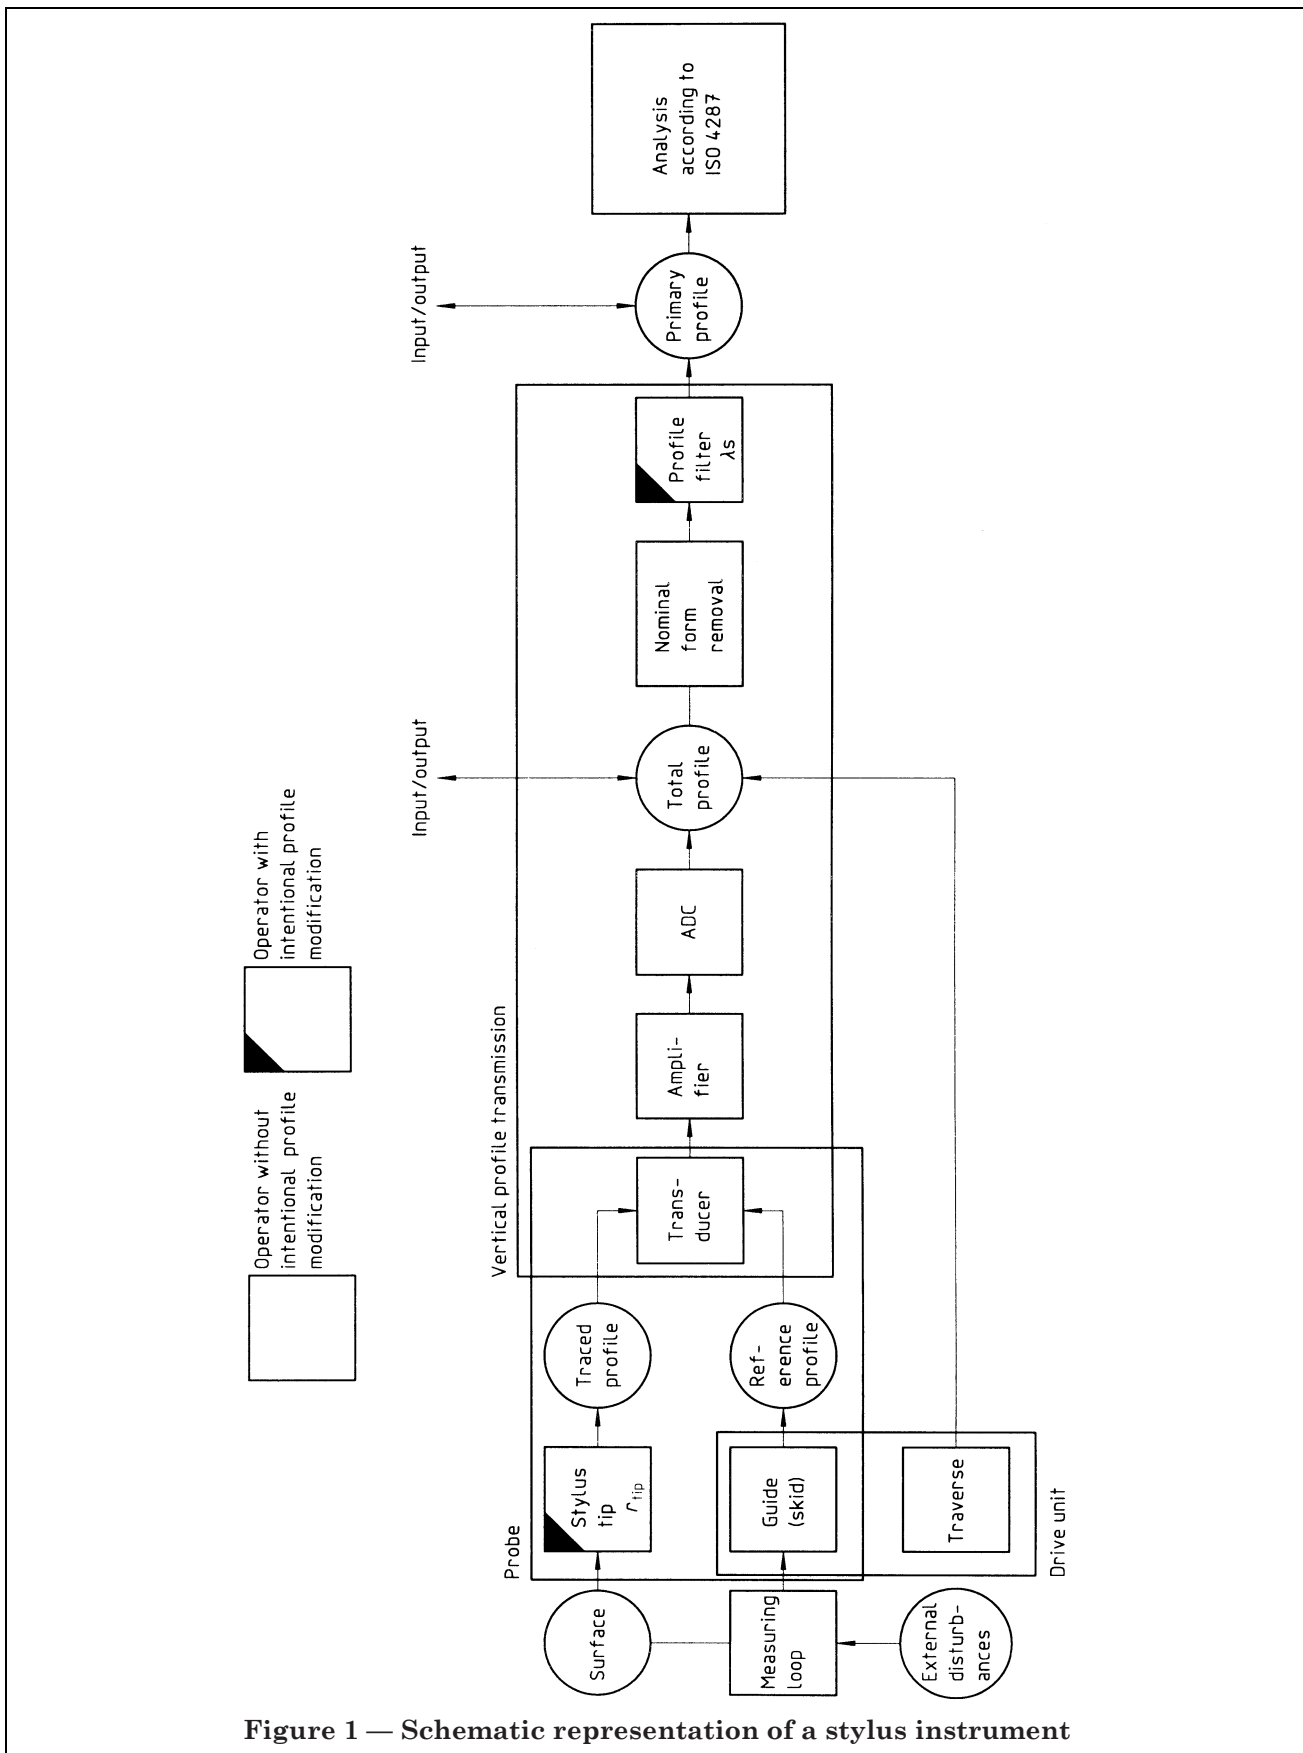 Operator without
intentional profile
modification
Operator with
intentional profile
modification
Input/output
Input/output
Vertical profile transmission
Probe
Surface
Stylus
tip
rtip
Traced
profile
Trans-
ducer
Ampli-
fier
ADC
Total
profile
Nominal
form
removal
Profile
filter
λs
Primary
profile
Analysis
according to
ISO 4287
Measuring
loop
Guide
(skid)
Ref-
erence
profile
External
disturb-
ances
Traverse
Drive unit
Figure 1 — Schematic representation of a stylus instrument